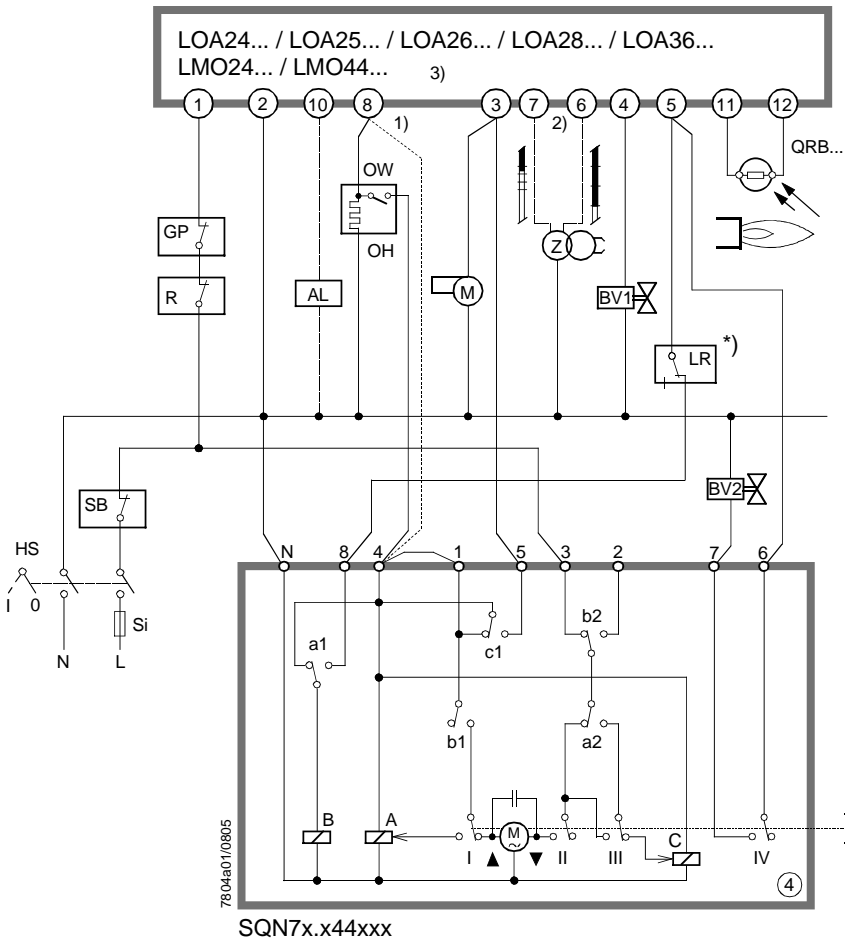 LOA24... / LOA25... / LOA26... / LOA28... / LOA36...
LMO24... / LMO44... 3)
1 2 10 8 3 7 6 4 5 11 12
1) 2)
QRB...
OW
GP
OH
Z
R AL M BV1
LR *)
BV2
SB
HS
N 8 4 1 5 3 2 7 6
I 0
Si
b2
a1 c1
N L
b1 a2
B A M C
~
I ▲ ▼ II III IV
4
7804a01/0805
SQN7x.x44xxx